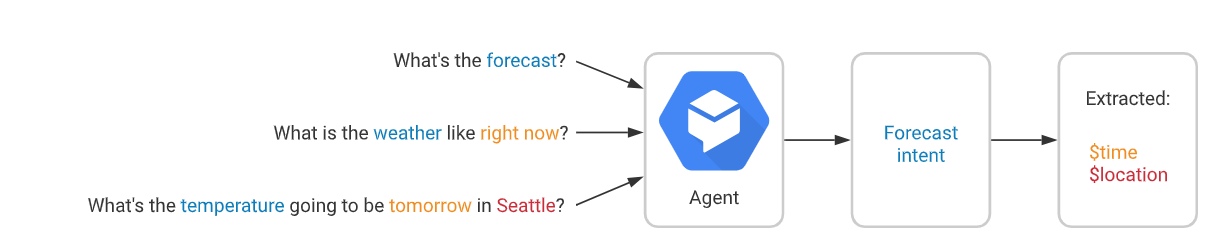 What's the forecast?
What is the weather like right now?
What's the temperature going to be tomorrow in Seattle?
Agent
Forecast
intent
Extracted:
$time
$location